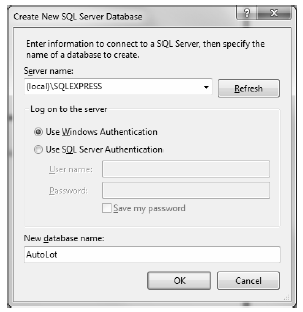 Create New SQL Server Database
Enter information to connect to a SQL Server, then specify the
name of a database to create.
Server name:
(local)\SQLEXPRESS
Refresh
Log on to the server
Use Windows Authentication
Use SQL Server Authentication
User name:
Password:
Save my password
New database name:
AutoLot
OK
Cancel